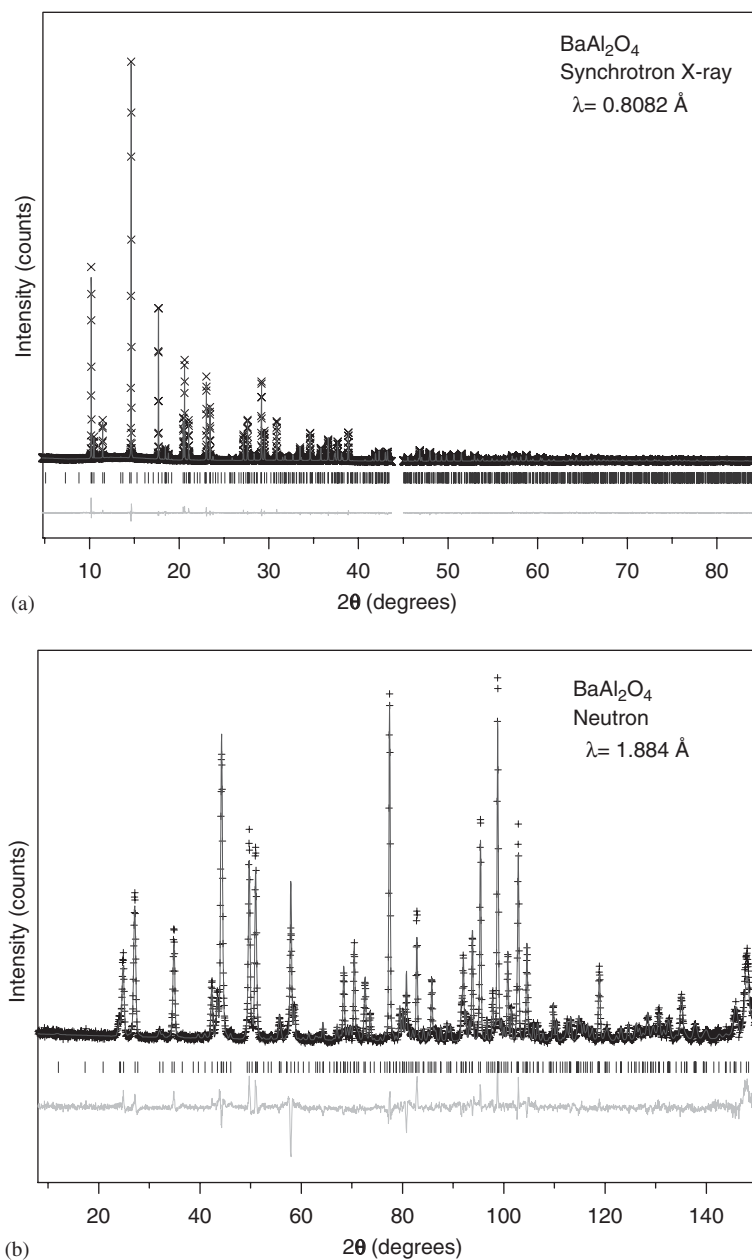 BaAl₂O₄
Synchrotron X-ray
λ= 0.8082 Å
Intensity (counts)
10 20 30 40 50 60 70 80
2θ (degrees)
(a)
BaAl₂O₄
Neutron
λ= 1.884 Å
Intensity (counts)
20 40 60 80 100 120 140
2θ (degrees)
(b)